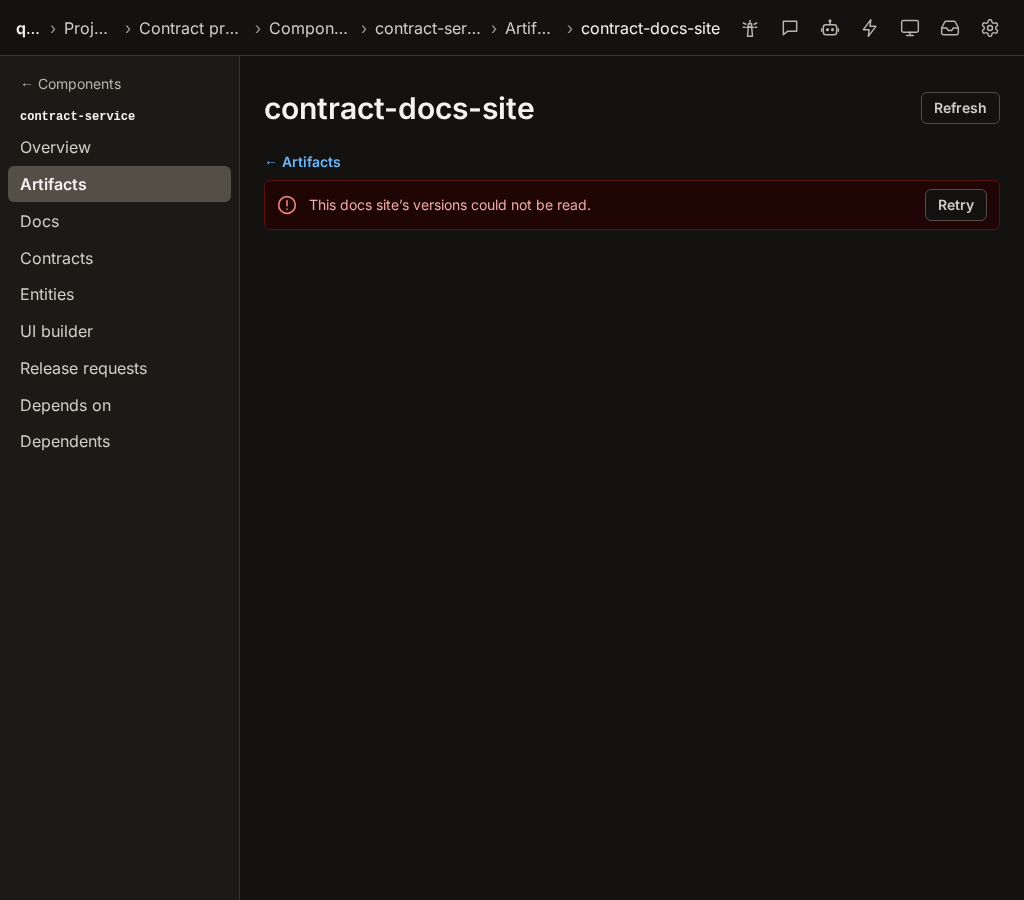 q... › Proj... › Contract pr... › Compon... › contract-ser... › Artif... › contract-docs-site
← Components
contract-service
Overview
Artifacts
Docs
Contracts
Entities
UI builder
Release requests
Depends on
Dependents
contract-docs-site
Refresh
← Artifacts
This docs site’s versions could not be read.
Retry